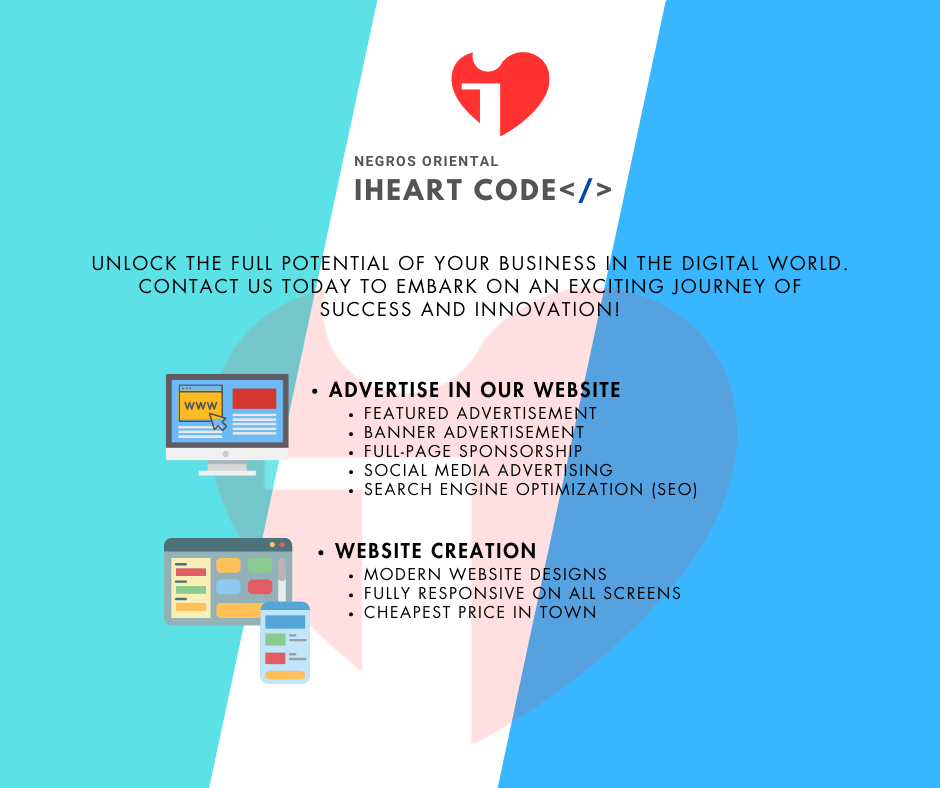 NEGROS ORIENTAL
IHEART CODE</>
UNLOCK THE FULL POTENTIAL OF YOUR BUSINESS IN THE DIGITAL WORLD.
CONTACT US TODAY TO EMBARK ON AN EXCITING JOURNEY OF
SUCCESS AND INNOVATION!
WWW
• ADVERTISE IN OUR WEBSITE
• FEATURED ADVERTISEMENT
• BANNER ADVERTISEMENT
• FULL-PAGE SPONSORSHIP
• SOCIAL MEDIA ADVERTISING
• SEARCH ENGINE OPTIMIZATION (SEO)
• WEBSITE CREATION
• MODERN WEBSITE DESIGNS
• FULLY RESPONSIVE ON ALL SCREENS
• CHEAPEST PRICE IN TOWN